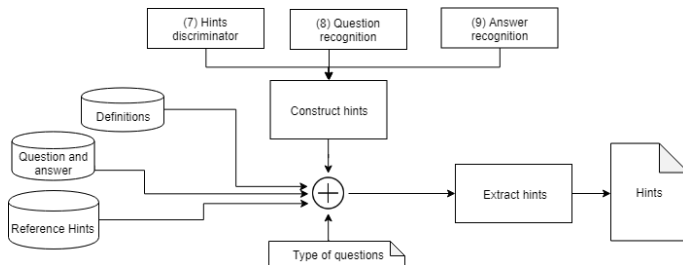 (7) Hints
discriminator
(8) Question
recognition
(9) Answer
recognition
Construct hints
Definitions
Question and
answer
Reference Hints
Extract hints
Hints
Type of questions